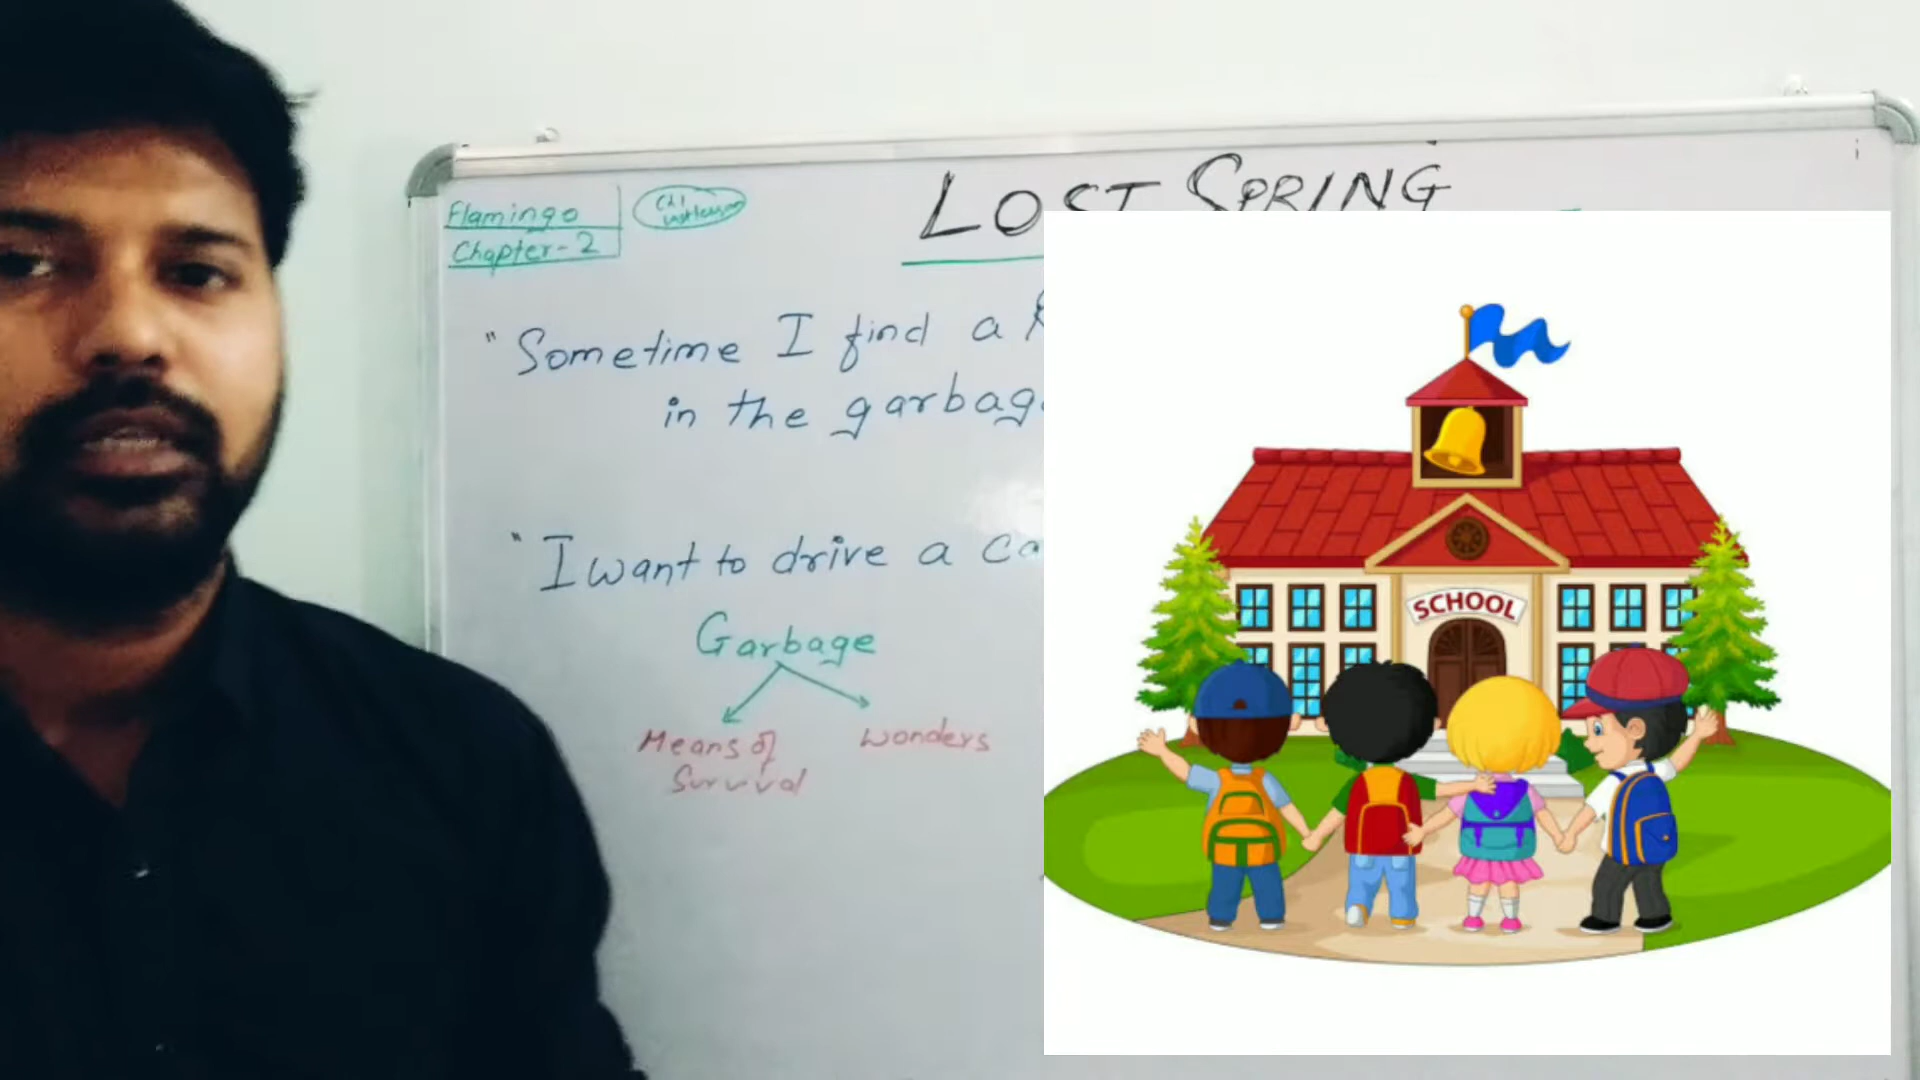 LOST SPRING
Flamingo
Chapter-2
"Sometime I find a
in the garbag
"I want to drive a ca
Garbage
Means of
Survival
Wonders
SCHOOL